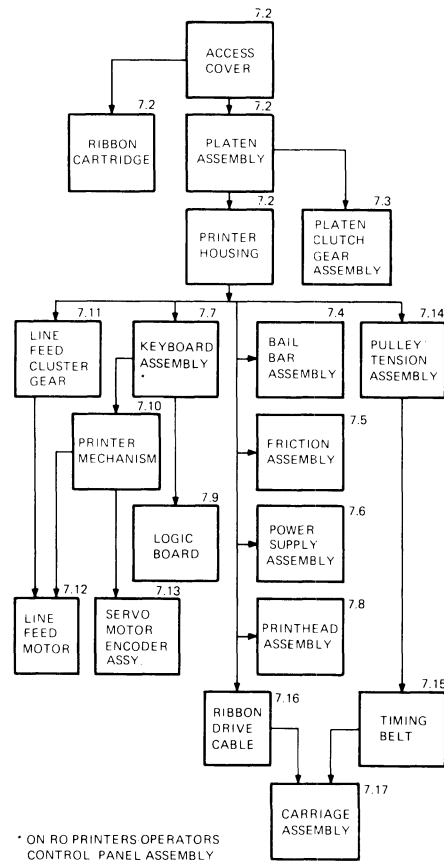 7.2
ACCESS
COVER
7.2
RIBBON
CARTRIDGE
7.2
PLATEN
ASSEMBLY
7.2
PRINTER
HOUSING
7.3
PLATEN
CLUTCH
GEAR
ASSEMBLY
7.11
LINE
FEED
CLUSTER
GEAR
7.7
KEYBOARD
ASSEMBLY
*
7.4
BAIL
BAR
ASSEMBLY
7.14
PULLEY
TENSION
ASSEMBLY
7.10
PRINTER
MECHANISM
7.5
FRICTION
ASSEMBLY
7.9
LOGIC
BOARD
7.6
POWER
SUPPLY
ASSEMBLY
7.12
LINE
FEED
MOTOR
7.13
SERVO
MOTOR
ENCODER
ASSY.
7.8
PRINTHEAD
ASSEMBLY
7.16
RIBBON
DRIVE
CABLE
7.15
TIMING
BELT
7.17
CARRIAGE
ASSEMBLY
* ON RO PRINTERS OPERATORS
CONTROL PANEL ASSEMBLY